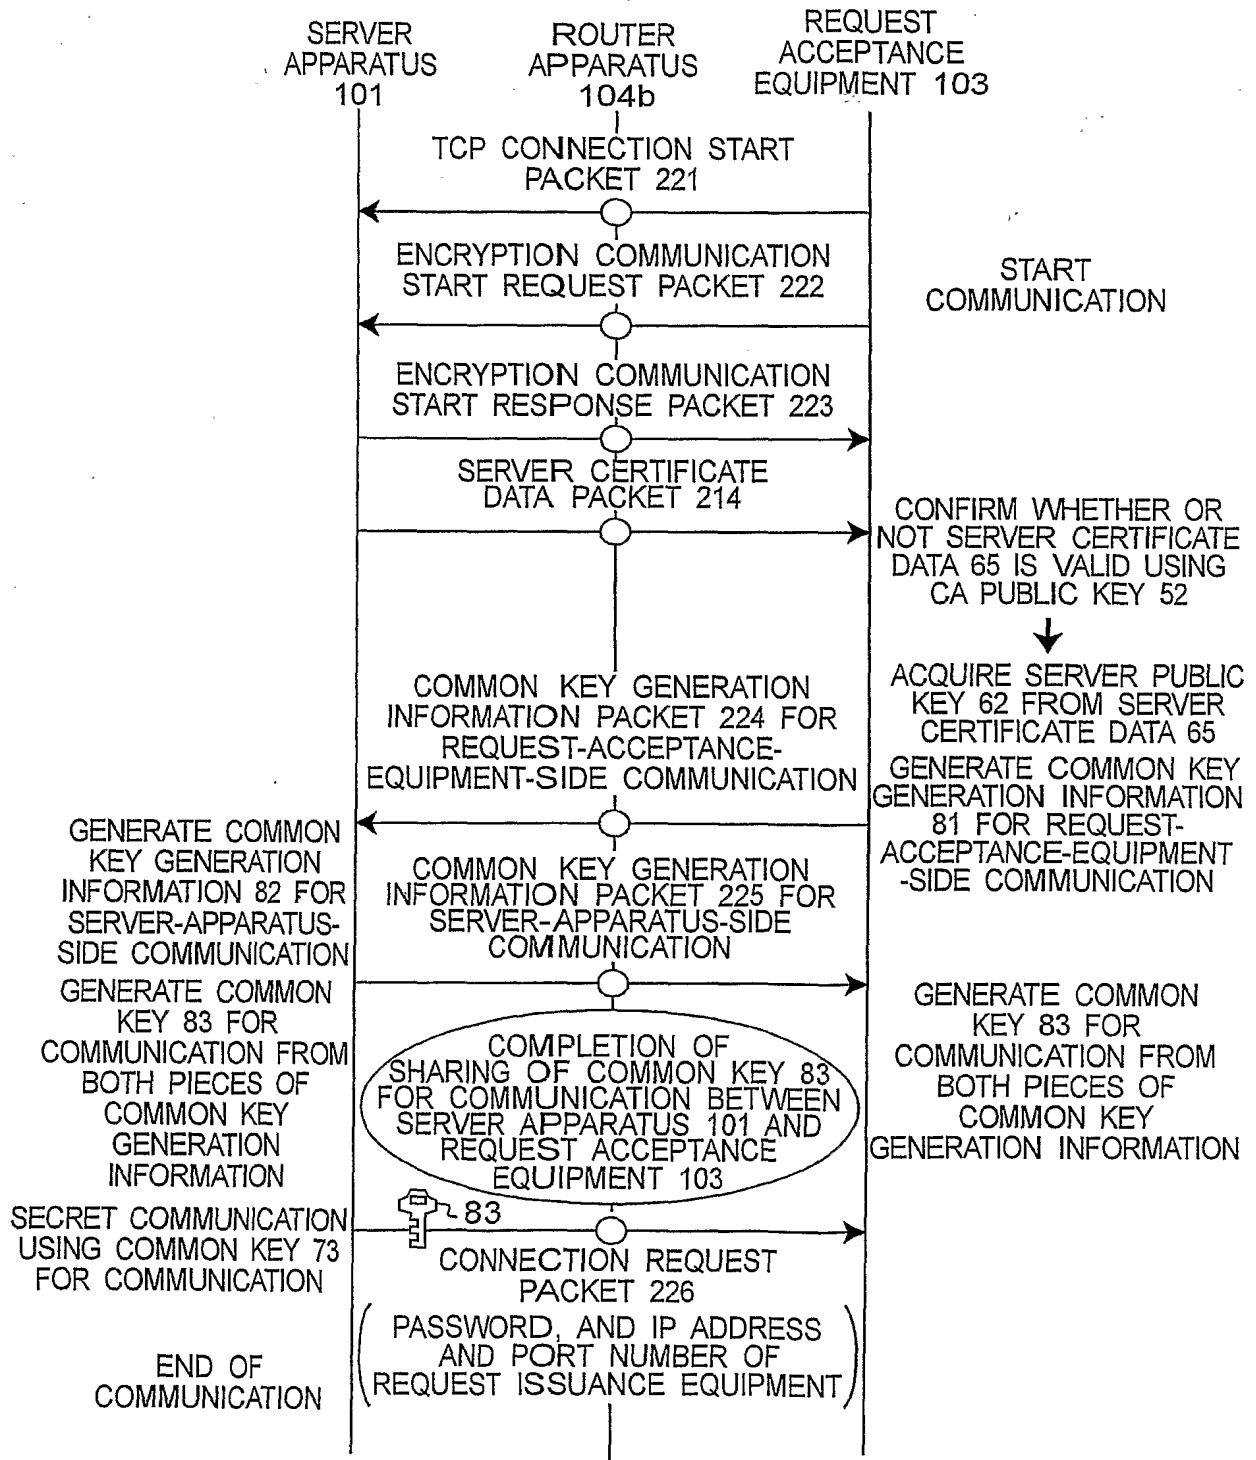 SERVER
APPARATUS
101
ROUTER
APPARATUS
104b
REQUEST
ACCEPTANCE
EQUIPMENT 103
TCP CONNECTION START
PACKET 221
ENCRYPTION COMMUNICATION
START REQUEST PACKET 222
START
COMMUNICATION
ENCRYPTION COMMUNICATION
START RESPONSE PACKET 223
SERVER CERTIFICATE
DATA PACKET 214
CONFIRM WHETHER OR
NOT SERVER CERTIFICATE
DATA 65 IS VALID USING
CA PUBLIC KEY 52
ACQUIRE SERVER PUBLIC
KEY 62 FROM SERVER
CERTIFICATE DATA 65
COMMON KEY GENERATION
INFORMATION PACKET 224 FOR
REQUEST-ACCEPTANCE-
EQUIPMENT-SIDE COMMUNICATION
GENERATE COMMON KEY
GENERATION INFORMATION
81 FOR REQUEST-
ACCEPTANCE-EQUIPMENT
-SIDE COMMUNICATION
GENERATE COMMON
KEY GENERATION
INFORMATION 82 FOR
SERVER-APPARATUS-
SIDE COMMUNICATION
COMMON KEY GENERATION
INFORMATION PACKET 225 FOR
SERVER-APPARATUS-SIDE
COMMUNICATION
GENERATE COMMON
KEY 83 FOR
COMMUNICATION FROM
BOTH PIECES OF
COMMON KEY
GENERATION
INFORMATION
COMPLETION OF
SHARING OF COMMON KEY 83
FOR COMMUNICATION BETWEEN
SERVER APPARATUS 101 AND
REQUEST ACCEPTANCE
EQUIPMENT 103
GENERATE COMMON
KEY 83 FOR
COMMUNICATION FROM
BOTH PIECES OF
COMMON KEY
GENERATION INFORMATION
83
SECRET COMMUNICATION
USING COMMON KEY 73
FOR COMMUNICATION
CONNECTION REQUEST
PACKET 226
PASSWORD, AND IP ADDRESS
AND PORT NUMBER OF
REQUEST ISSUANCE EQUIPMENT
END OF
COMMUNICATION